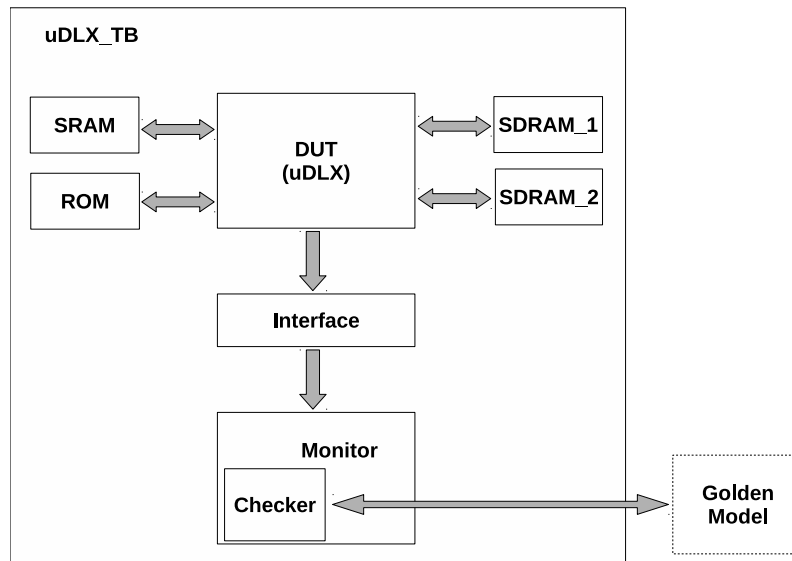 uDLX_TB
SRAM
DUT
(uDLX)
SDRAM_1
ROM
SDRAM_2
Interface
Monitor
Checker
Golden
Model